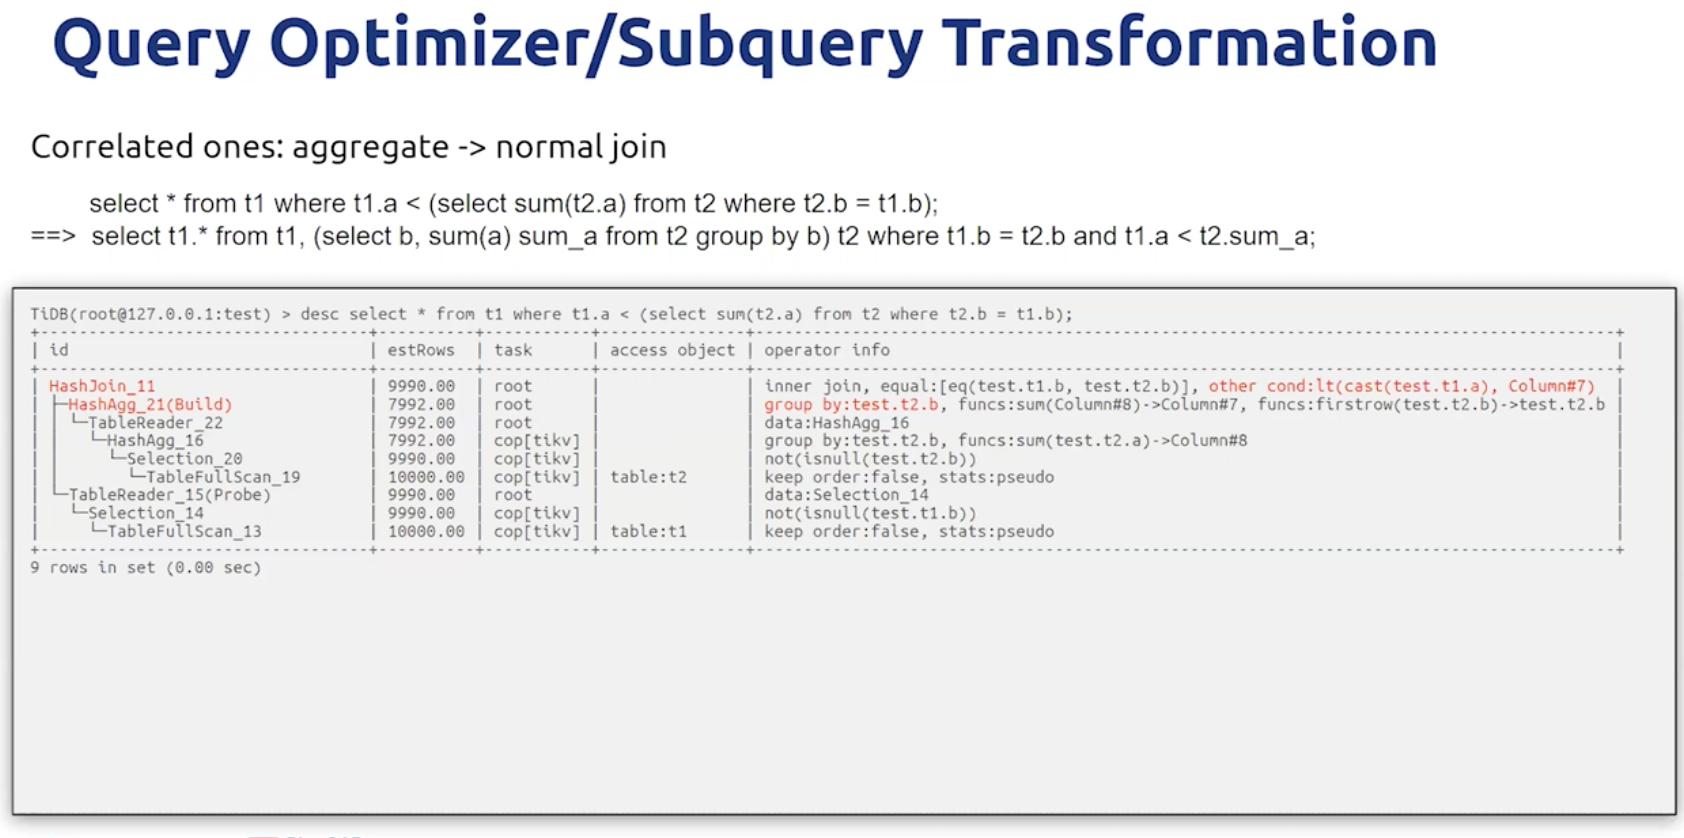 Query Optimizer/Subquery Transformation
Correlated ones: aggregate -> normal join
select * from t1 where t1.a < (select sum(t2.a) from t2 where t2.b = t1.b);
==> select t1.* from t1, (select b, sum(a) sum_a from t2 group by b) t2 where t1.b = t2.b and t1.a < t2.sum_a;
TiDB(root@127.0.0.1:test) > desc select * from t1 where t1.a < (select sum(t2.a) from t2 where t2.b = t1.b);
| id | estRows | task | access object | operator info |
| HashJoin_11 | 9990.00 | root | | inner join, equal:[eq(test.t1.b, test.t2.b)], other cond:lt(cast(test.t1.a), Column#7) |
| ├─HashAgg_21(Build) | 7992.00 | root | | group by:test.t2.b, funcs:sum(Column#8)->Column#7, funcs:firstrow(test.t2.b)->test.t2.b |
| │ └─TableReader_22 | 7992.00 | root | | data:HashAgg_16 |
| │ └─HashAgg_16 | 7992.00 | cop[tikv] | | group by:test.t2.b, funcs:sum(test.t2.a)->Column#8 |
| │ └─Selection_20 | 9990.00 | cop[tikv] | | not(isnull(test.t2.b)) |
| │ └─TableFullScan_19 | 10000.00 | cop[tikv] | table:t2 | keep order:false, stats:pseudo |
| └─TableReader_15(Probe) | 9990.00 | root | | data:Selection_14 |
| └─Selection_14 | 9990.00 | cop[tikv] | | not(isnull(test.t1.b)) |
| └─TableFullScan_13 | 10000.00 | cop[tikv] | table:t1 | keep order:false, stats:pseudo |
9 rows in set (0.00 sec)